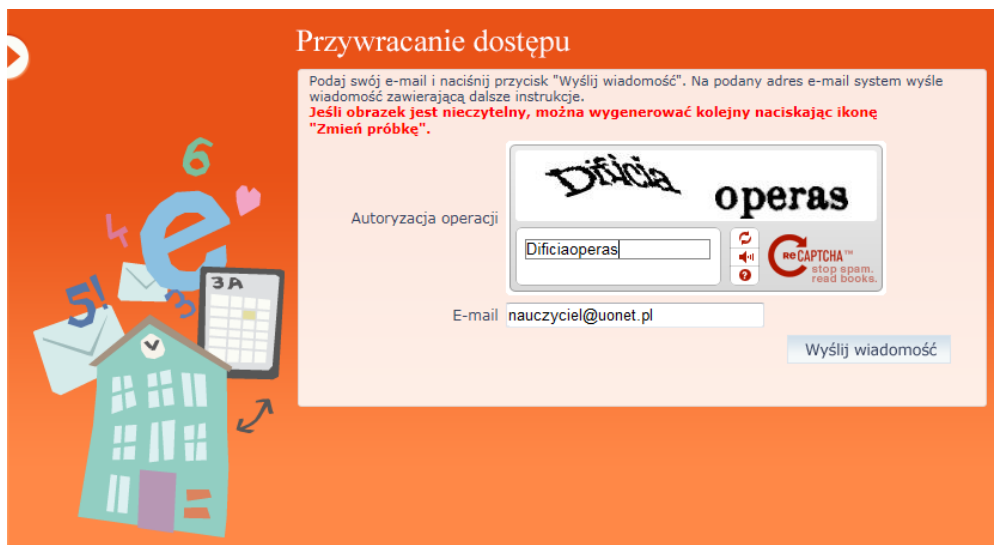 Przywracanie dostępu
Podaj swój e-mail i naciśnij przycisk "Wyślij wiadomość". Na podany adres e-mail system wyśle
wiadomość zawierającą dalsze instrukcje.
Jeśli obrazek jest nieczytelny, można wygenerować kolejny naciskając ikonę
"Zmień próbkę".
Dificia operas
Autoryzacja operacji
Dificiaoperas
reCAPTCHA™
stop spam.
read books.
E-mail nauczyciel@uonet.pl
Wyślij wiadomość
6
4
e
5!
3
3A